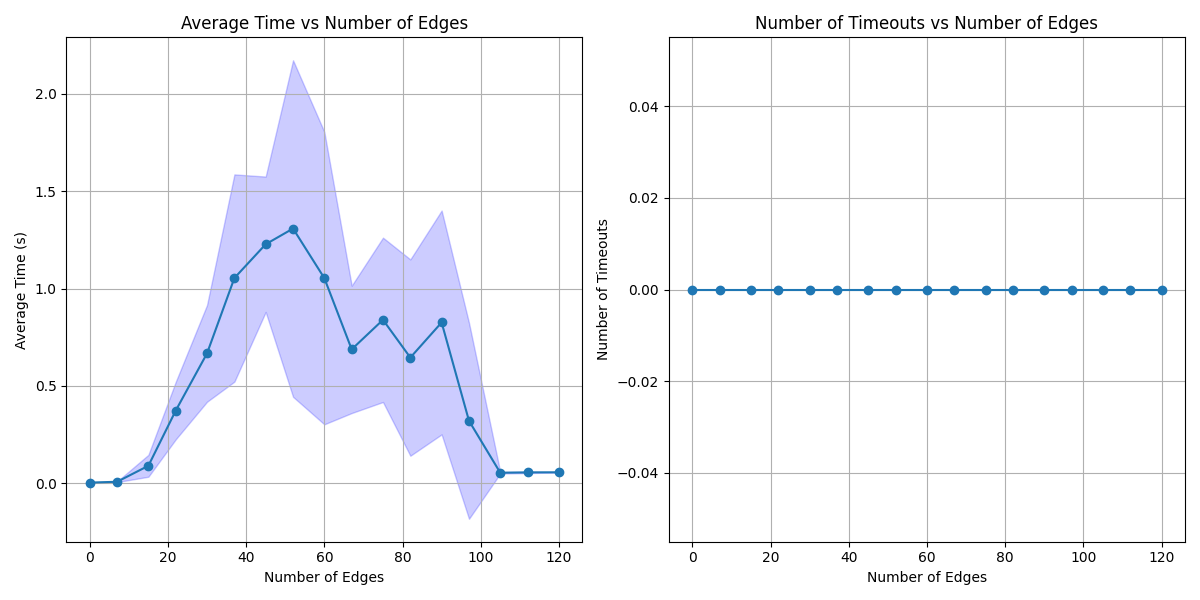 Average Time vs Number of Edges
Average Time (s)
2.0
1.5
1.0
0.5
0.0
0 20 40 60 80 100 120
Number of Edges
Number of Timeouts vs Number of Edges
Number of Timeouts
0.04
0.02
0.00
−0.02
−0.04
0 20 40 60 80 100 120
Number of Edges